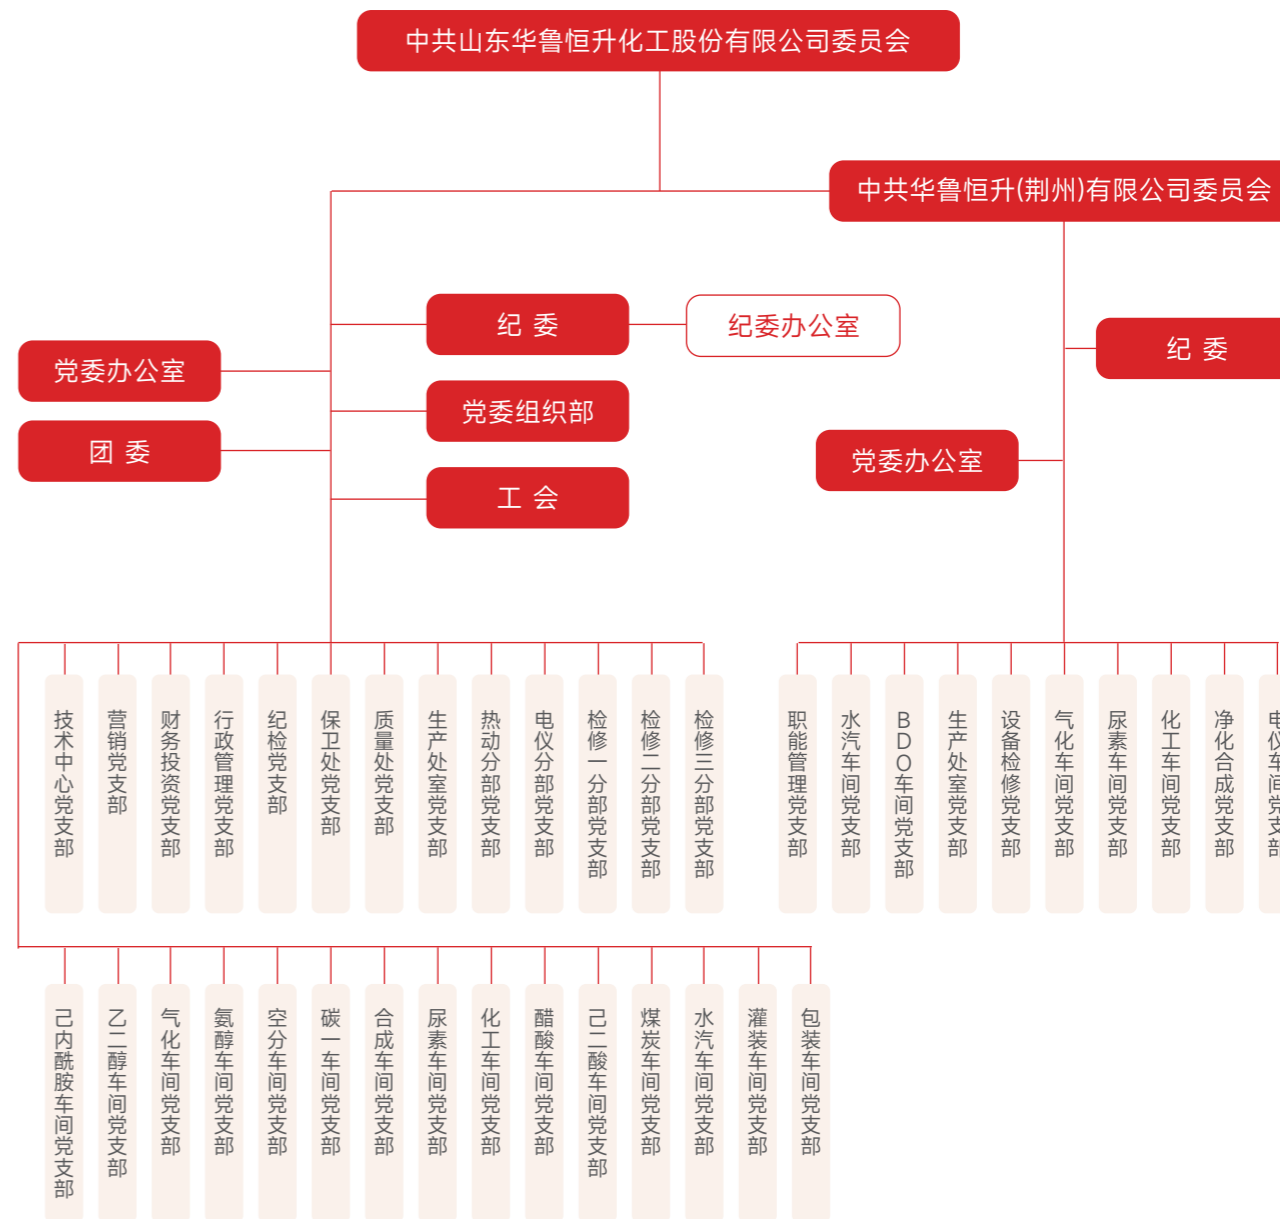 中共山东华鲁恒升化工股份有限公司委员会
中共华鲁恒升(荆州)有限公司委员会
纪 委
纪委办公室
纪 委
党委办公室
党委组织部
团 委
党委办公室
工 会
技术中心党支部
营销党支部
财务投资党支部
行政管理党支部
纪检党支部
保卫处党支部
质量处党支部
生产处室党支部
热动分部党支部
电仪分部党支部
检修一分部党支部
检修二分部党支部
检修三分部党支部
职能管理党支部
水汽车间党支部
BDO车间党支部
生产处室党支部
设备检修党支部
气化车间党支部
尿素车间党支部
化工车间党支部
净化合成党支部
电仪车间党支部
己内酰胺车间党支部
乙二醇车间党支部
气化车间党支部
氨醇车间党支部
空分车间党支部
碳一车间党支部
合成车间党支部
尿素车间党支部
化工车间党支部
醋酸车间党支部
己二酸车间党支部
煤炭车间党支部
水汽车间党支部
灌装车间党支部
包装车间党支部